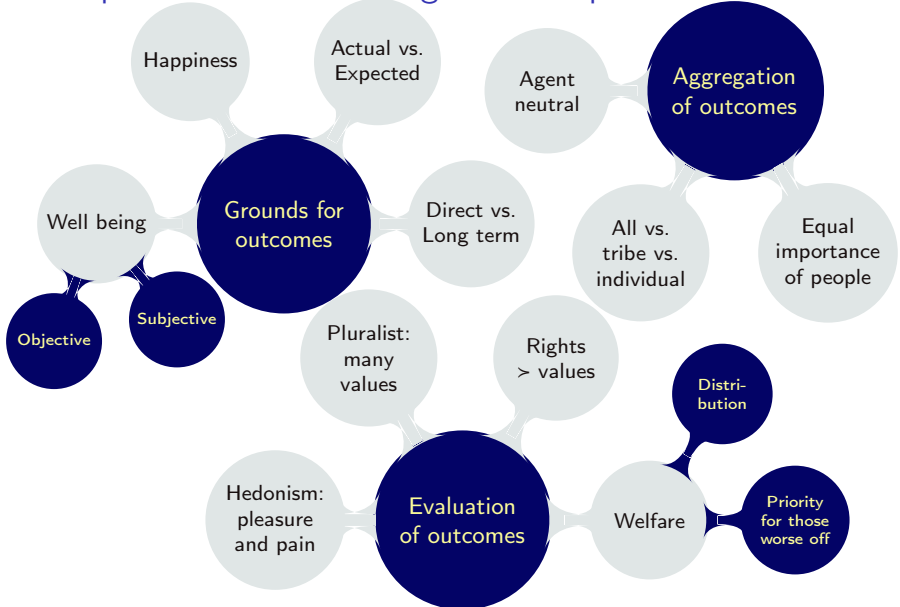 Happiness
Actual vs.
Expected
Grounds for
outcomes
Well being
Direct vs.
Long term
Objective
Subjective
Aggregation
of outcomes
Agent
neutral
All vs.
tribe vs.
individual
Equal
importance
of people
Pluralist:
many
values
Rights
≻ values
Hedonism:
pleasure
and pain
Evaluation
of outcomes
Welfare
Distri-
bution
Priority
for those
worse off